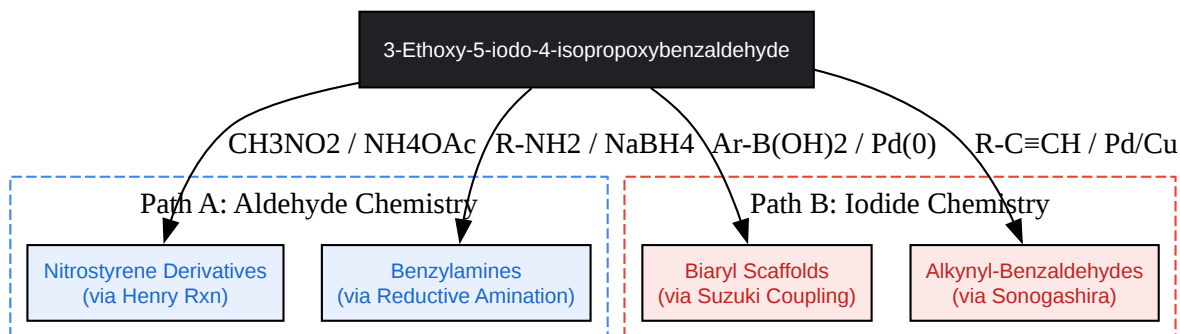 3-Ethoxy-5-iodo-4-isopropoxybenzaldehyde
CH3NO2 / NH4OAc
R-NH2 / NaBH4
Ar-B(OH)2 / Pd(0)
R-C≡CH / Pd/Cu
Path A: Aldehyde Chemistry
Path B: Iodide Chemistry
Nitrostyrene Derivatives
(via Henry Rxn)
Benzylamines
(via Reductive Amination)
Biaryl Scaffolds
(via Suzuki Coupling)
Alkynyl-Benzaldehydes
(via Sonogashira)